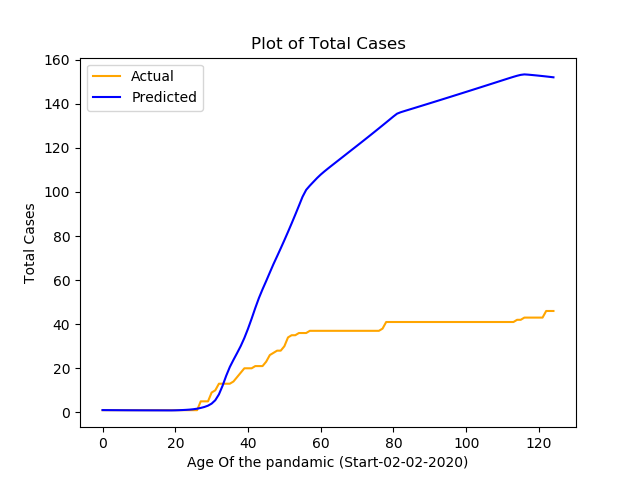 Plot of Total Cases
Actual
Predicted
Total Cases
160
140
120
100
80
60
40
20
0
0 20 40 60 80 100 120
Age Of the pandamic (Start-02-02-2020)